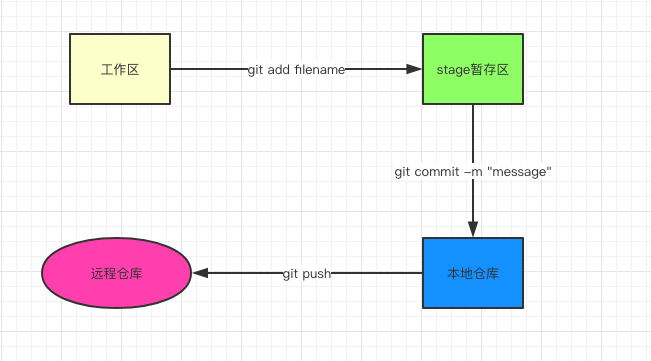 工作区
git add filename
stage暂存区
git commit -m "message"
远程仓库
git push
本地仓库